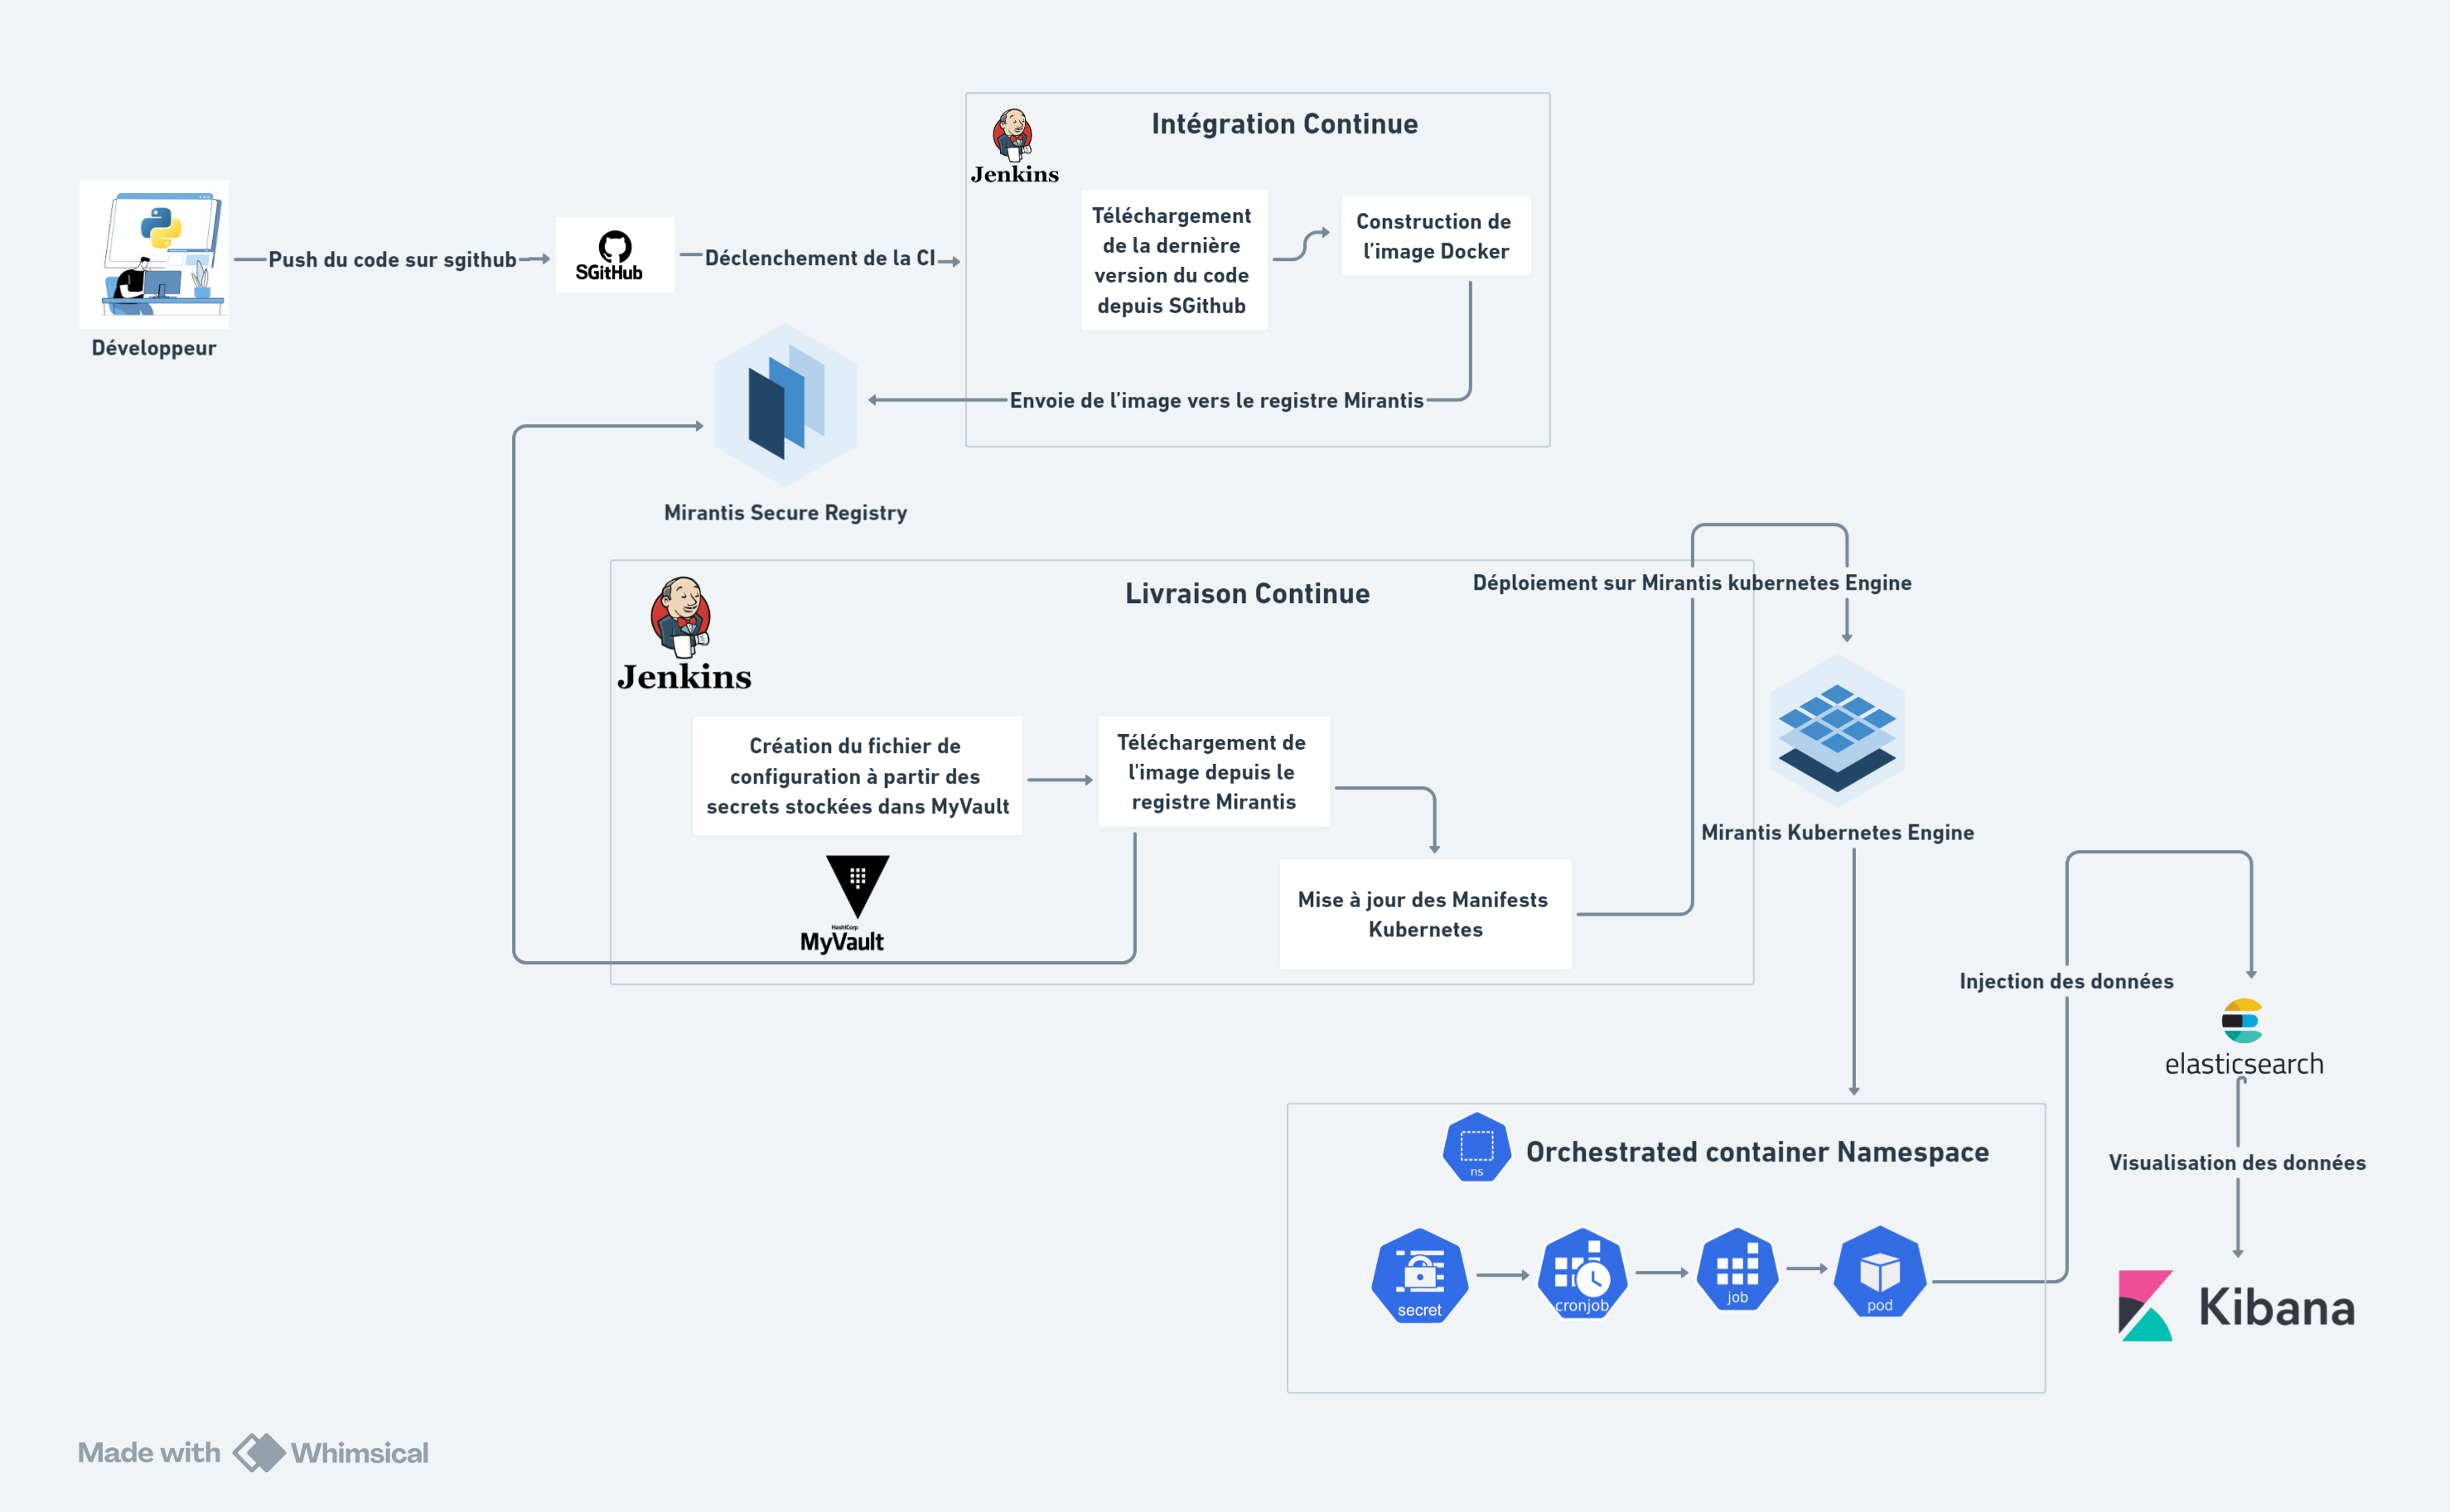 Intégration Continue
Jenkins
Téléchargement
de la dernière
version du code
depuis SGithub
Construction de
l’image Docker
Push du code sur sgithub
SGitHub
Déclenchement de la CI
Développeur
Envoie de l’image vers le registre Mirantis
Mirantis Secure Registry
Livraison Continue
Déploiement sur Mirantis kubernetes Engine
Jenkins
Création du fichier de
configuration à partir des
secrets stockées dans MyVault
Téléchargement de
l'image depuis le
registre Mirantis
HashiCorp
MyVault
Mise à jour des Manifests
Kubernetes
Mirantis Kubernetes Engine
Injection des données
elasticsearch
Visualisation des données
Kibana
ns
Orchestrated container Namespace
secret
cronjob
job
pod
Made with Whimsical